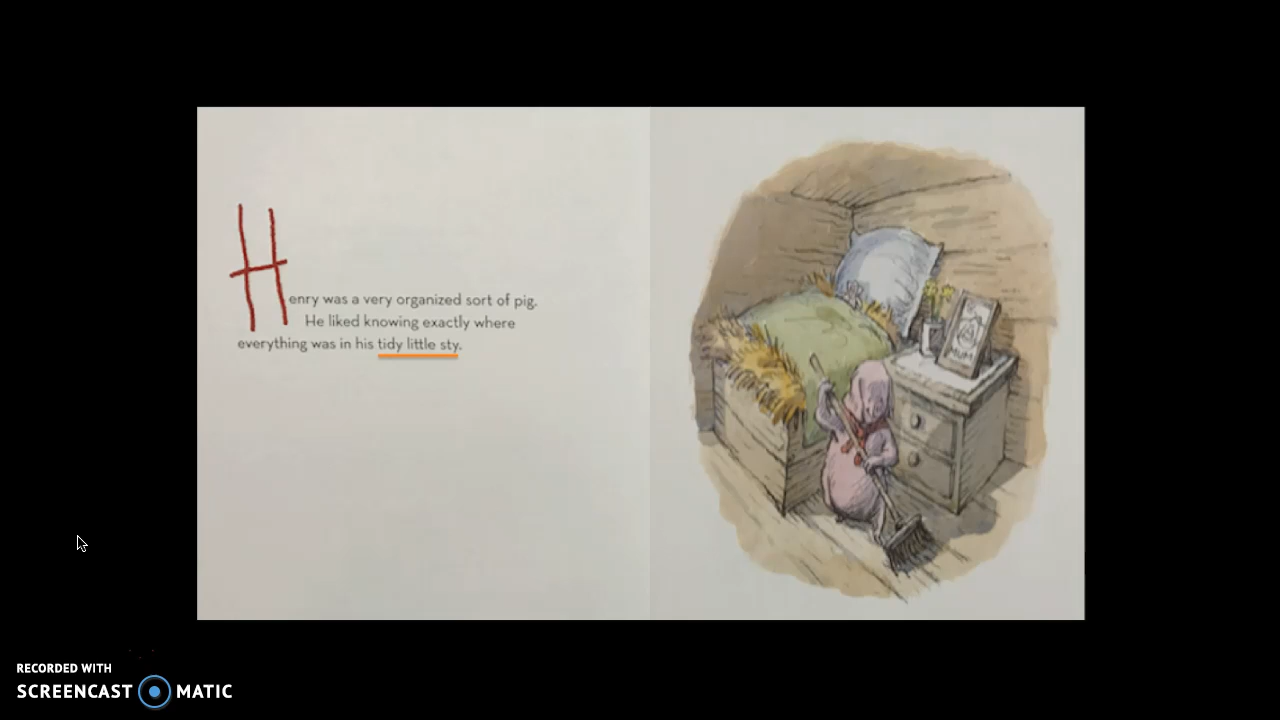 Henry was a very organized sort of pig.
He liked knowing exactly where
everything was in his tidy little sty.
MUM
RECORDED WITH
SCREENCAST MATIC